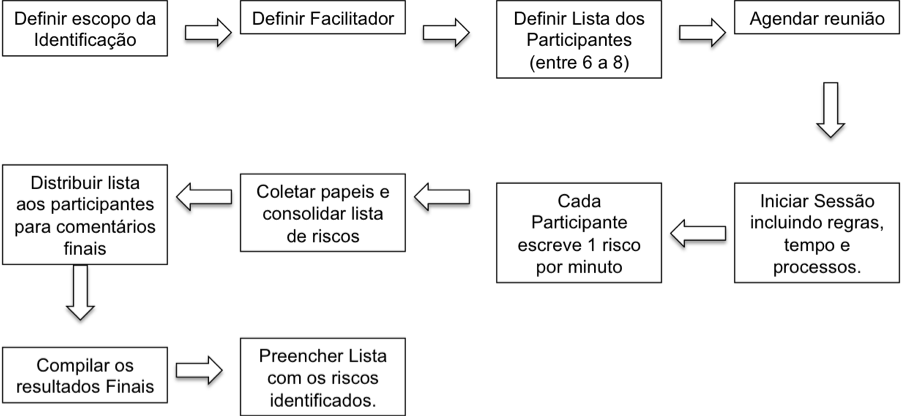 Definir escopo da
Identificação
Definir Facilitador
Definir Lista dos
Participantes
(entre 6 a 8)
Agendar reunião
Iniciar Sessão
incluindo regras,
tempo e
processos.
Cada
Participante
escreve 1 risco
por minuto
Coletar papeis e
consolidar lista
de riscos
Distribuir lista
aos participantes
para comentários
finais
Compilar os
resultados Finais
Preencher Lista
com os riscos
identificados.